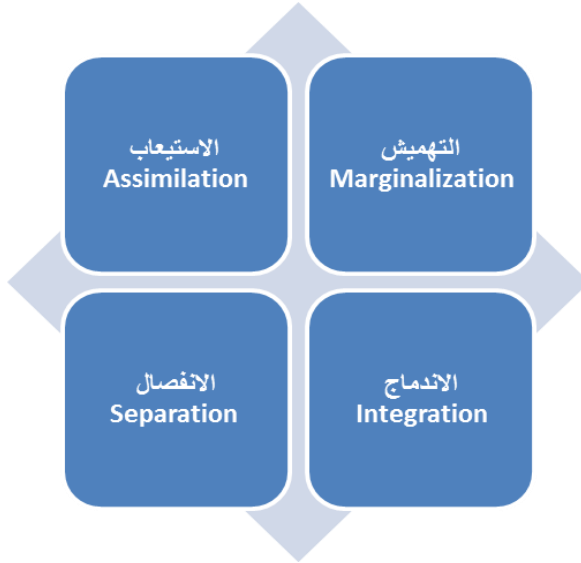 الاستيعاب
Assimilation
التهميش
Marginalization
الانفصال
Separation
الاندماج
Integration